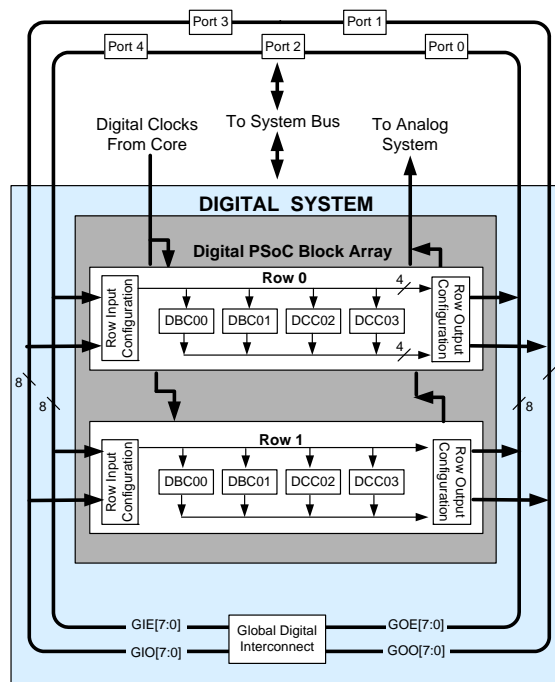 Port 3
Port 1
Port 4
Port 2
Port 0
Digital Clocks
From Core
To System Bus
To Analog
System
DIGITAL SYSTEM
Digital PSoC Block Array
Row Input
Configuration
Row 0
4
DBC00
DBC01
DCC02
DCC03
4
Row Output
Configuration
8
8
8
Row Input
Configuration
Row 1
DBC00
DBC01
DCC02
DCC03
Row Output
Configuration
GIE[7:0]
GIO[7:0]
Global Digital
Interconnect
GOE[7:0]
GOO[7:0]